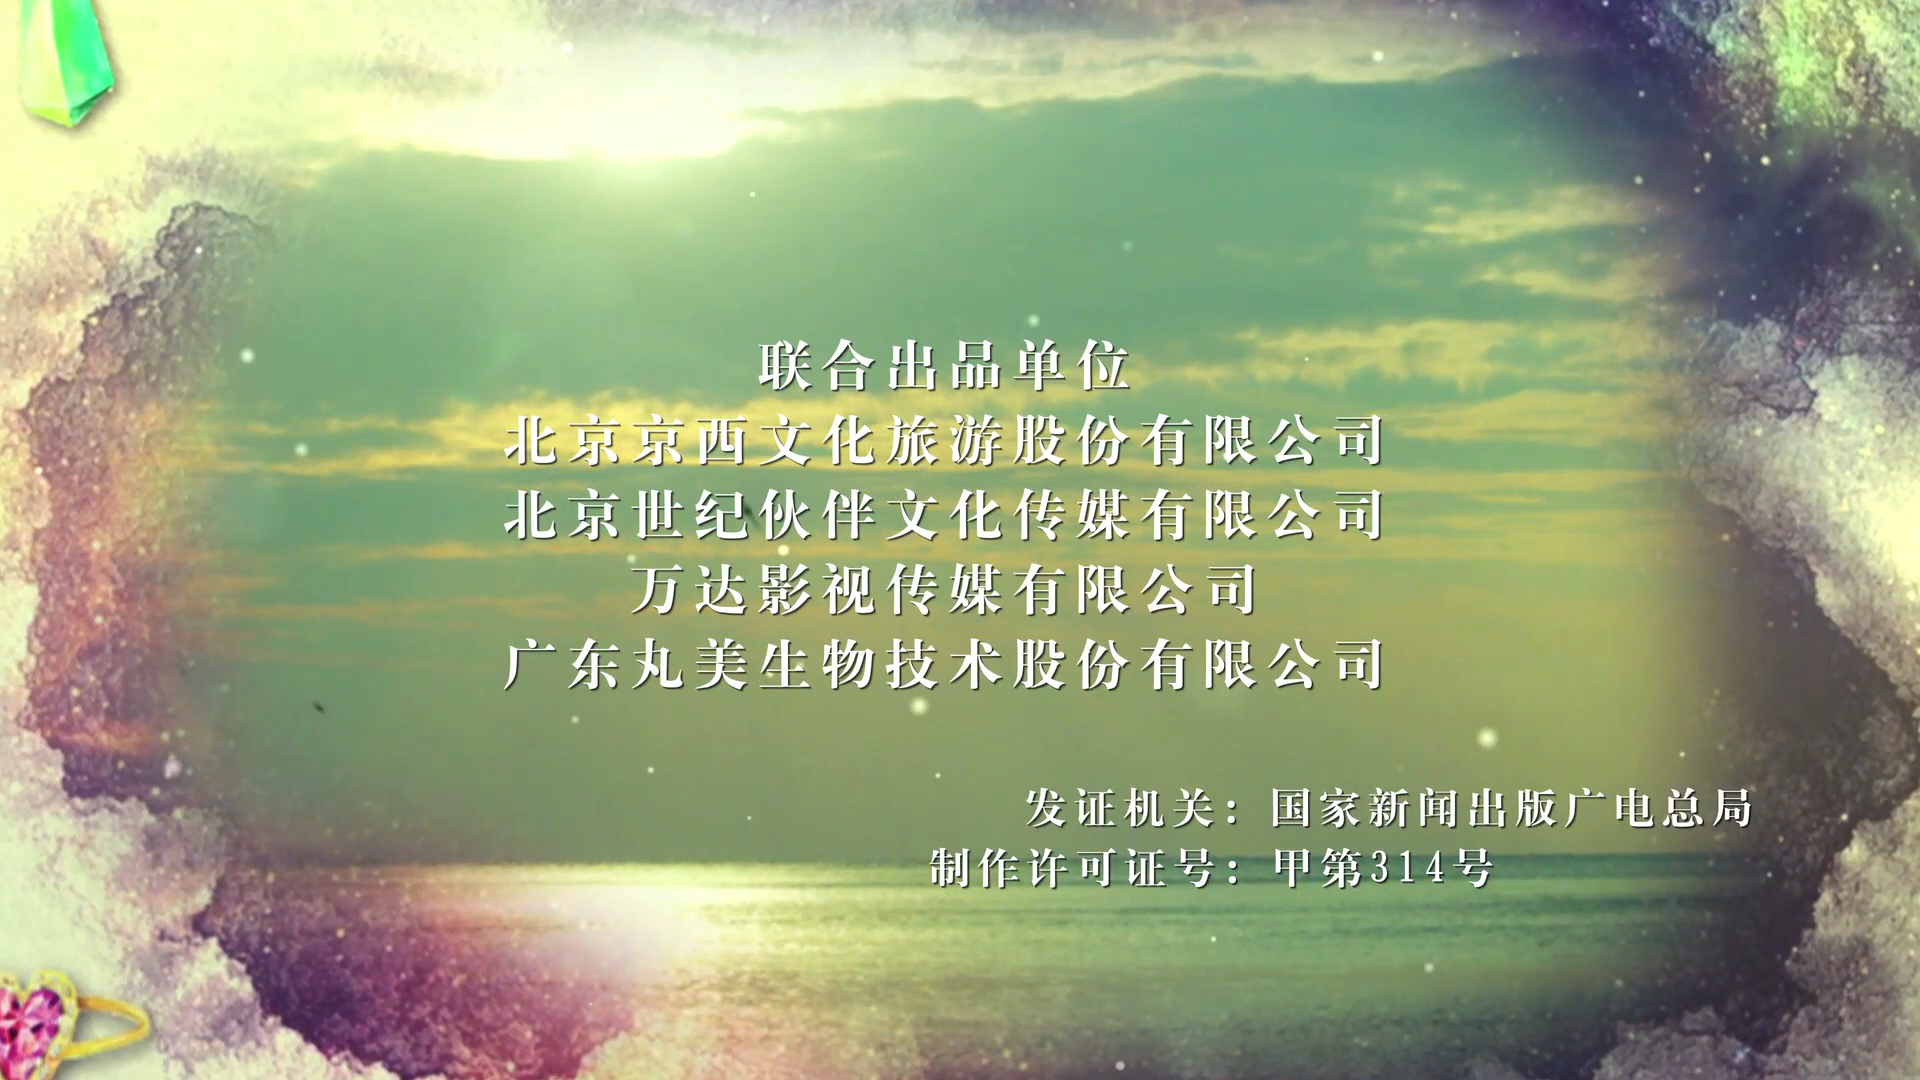 联合出品单位
北京京西文化旅游股份有限公司
北京世纪伙伴文化传媒有限公司
万达影视传媒有限公司
广东丸美生物技术股份有限公司
发证机关：国家新闻出版广电总局
制作许可证号：甲第314号